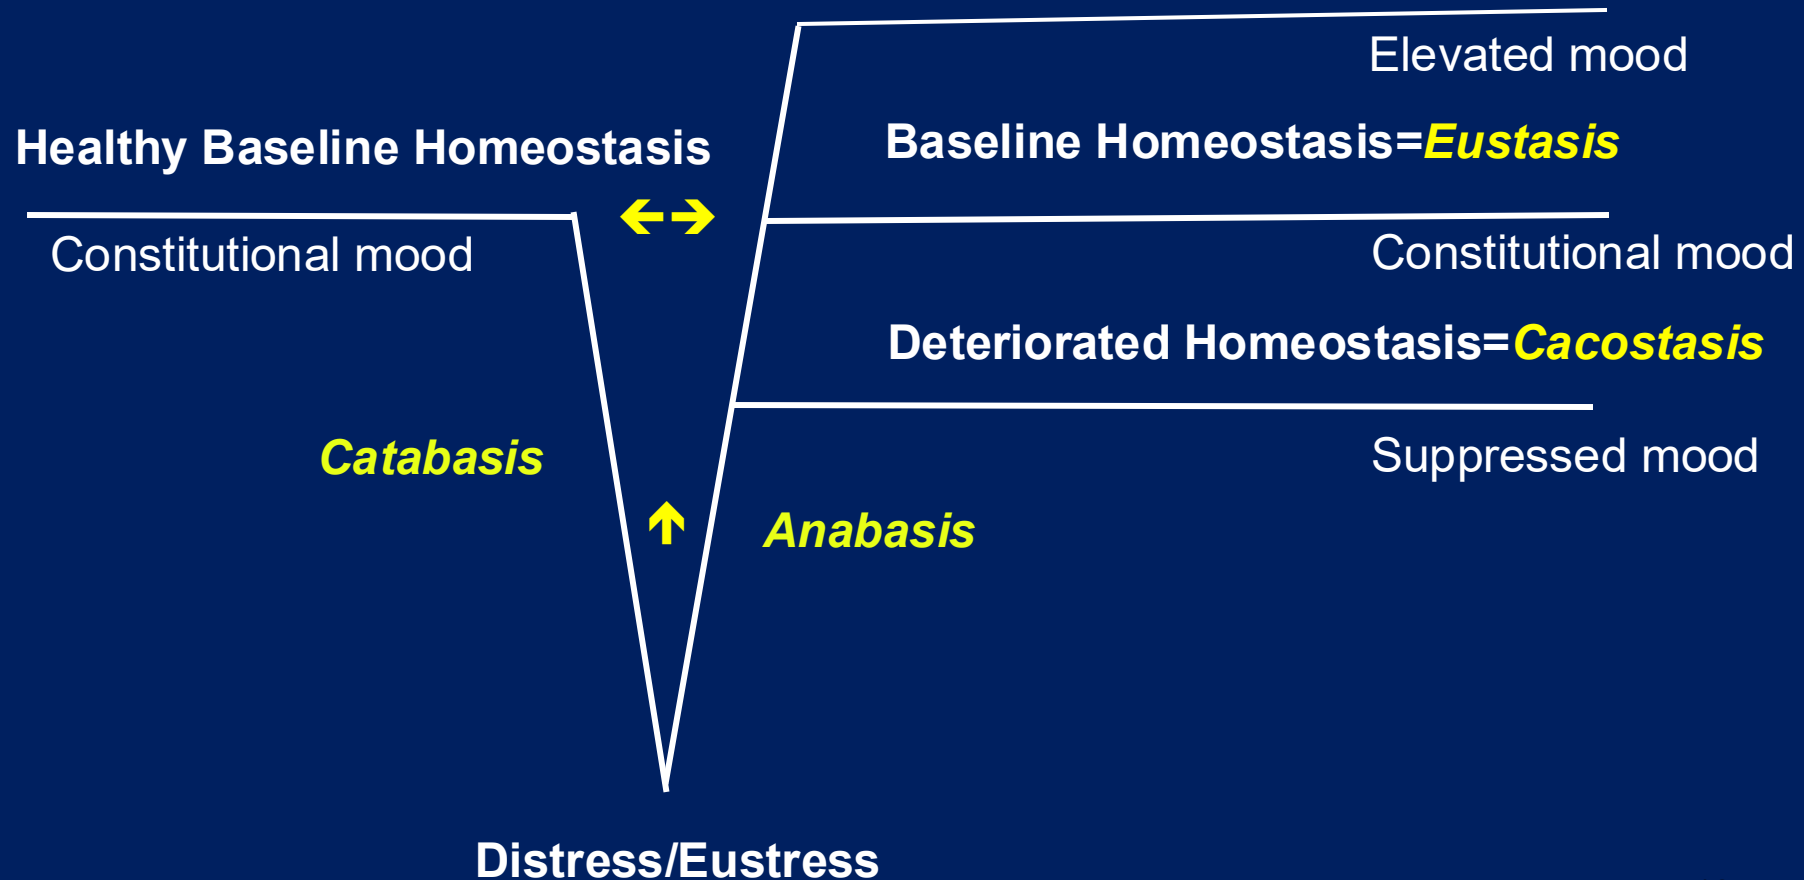 Elevated mood
Healthy Baseline Homeostasis
Baseline Homeostasis=Eustasis
Constitutional mood
Constitutional mood
Deteriorated Homeostasis=Cacostasis
Catabasis
Suppressed mood
Anabasis
Distress/Eustress